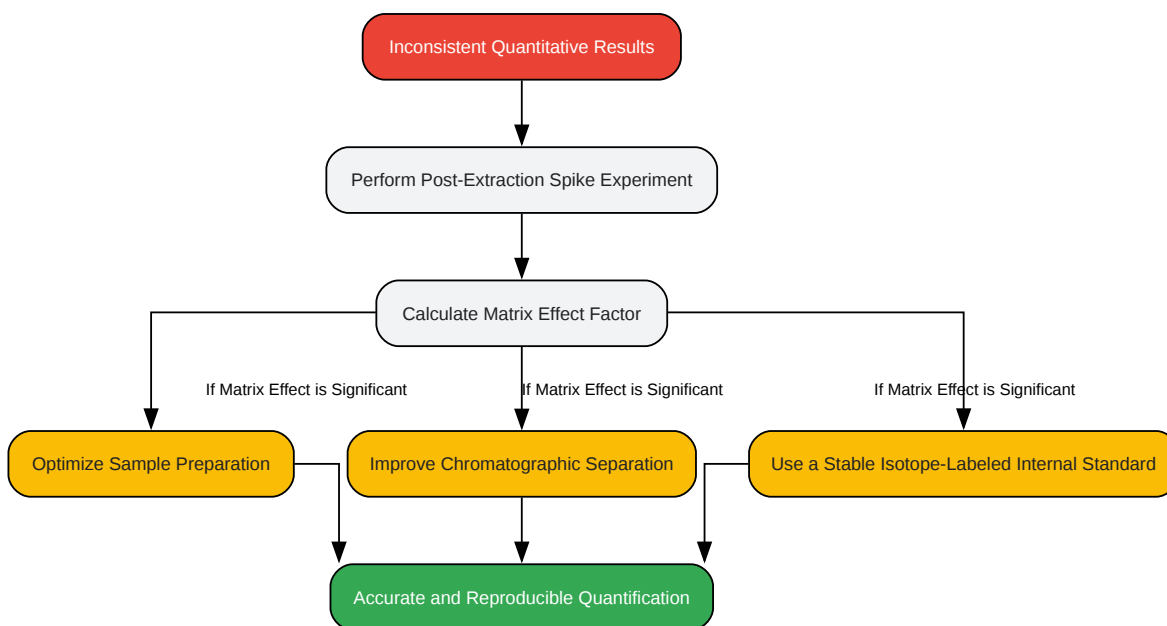 Inconsistent Quantitative Results
Perform Post-Extraction Spike Experiment
Calculate Matrix Effect Factor
If Matrix Effect is Significant
If Matrix Effect is Significant
If Matrix Effect is Significant
Optimize Sample Preparation
Improve Chromatographic Separation
Use a Stable Isotope-Labeled Internal Standard
Accurate and Reproducible Quantification